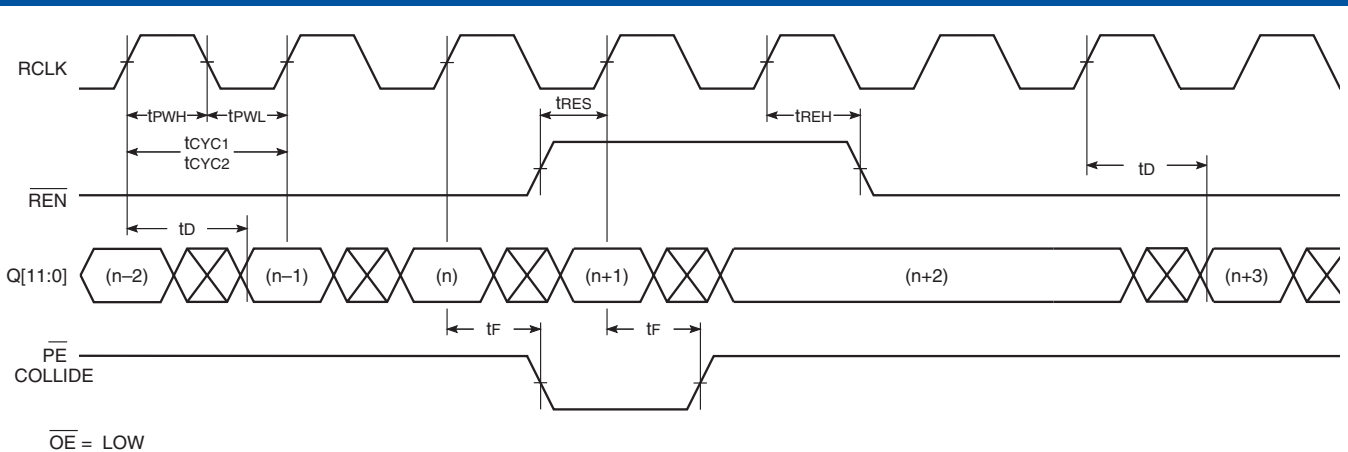 RCLK
tPWH tPWL tRES tREH
tCYC1
tCYC2 tD
REN
tD
Q[11:0] (n–2) (n–1) (n) (n+1) (n+2) (n+3)
tF tF
PE
COLLIDE
OE = LOW